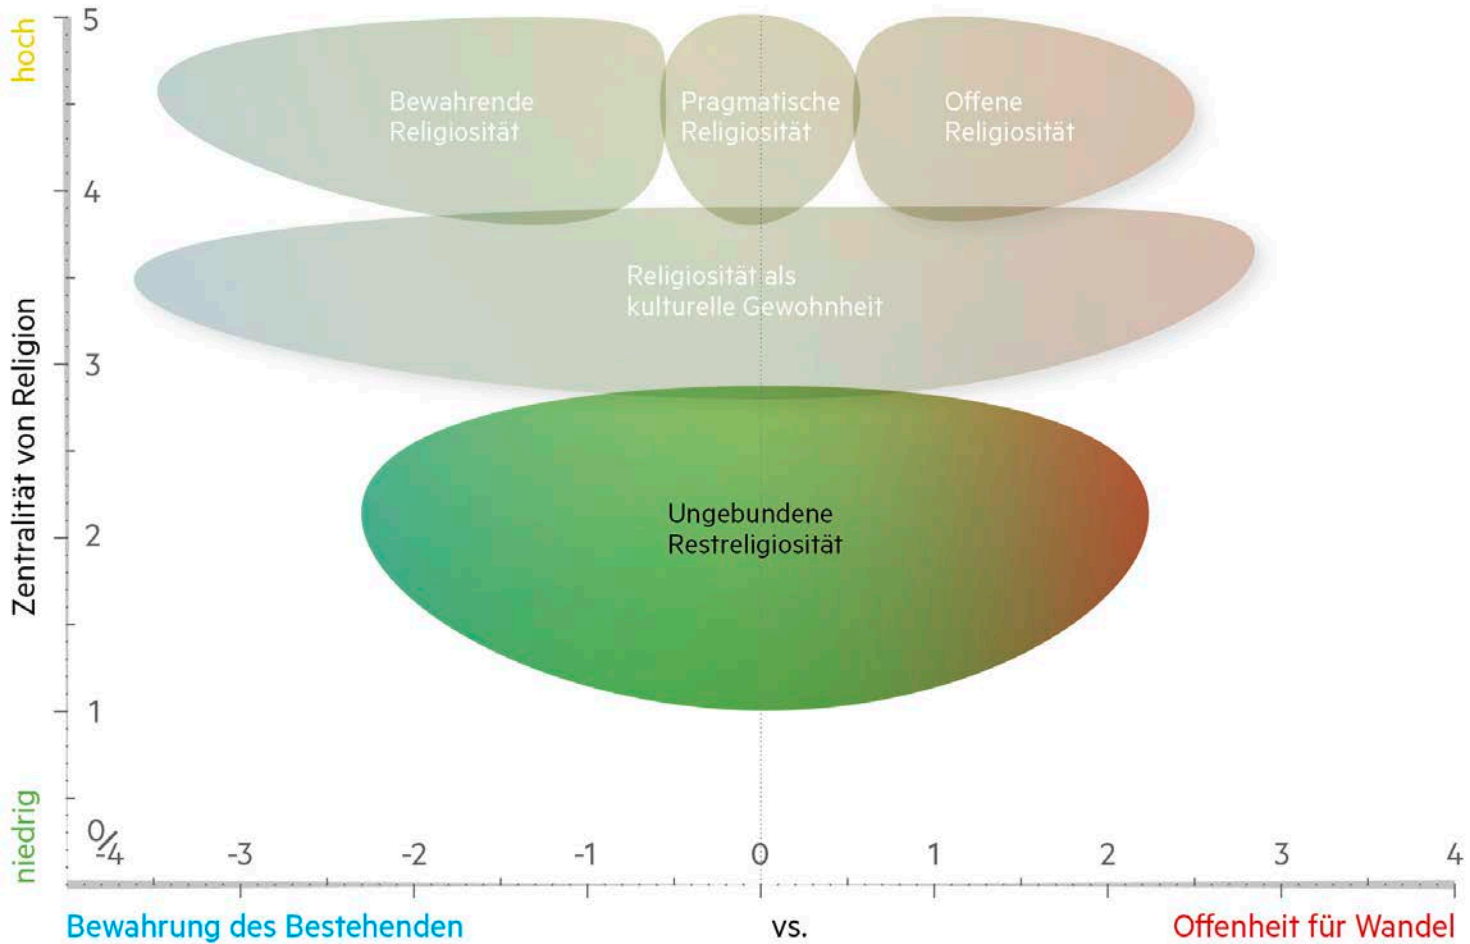 hoch
5
Bewahrende
Religiosität
Pragmatische
Religiosität
Offene
Religiosität
4
Religiosität als
kulturelle Gewohnheit
3
Zentralität von Religion
Ungebundene
Restreligiosität
2
1
niedrig
0/-4 -3 -2 -1 0 1 2 3 4
Bewahrung des Bestehenden vs. Offenheit für Wandel